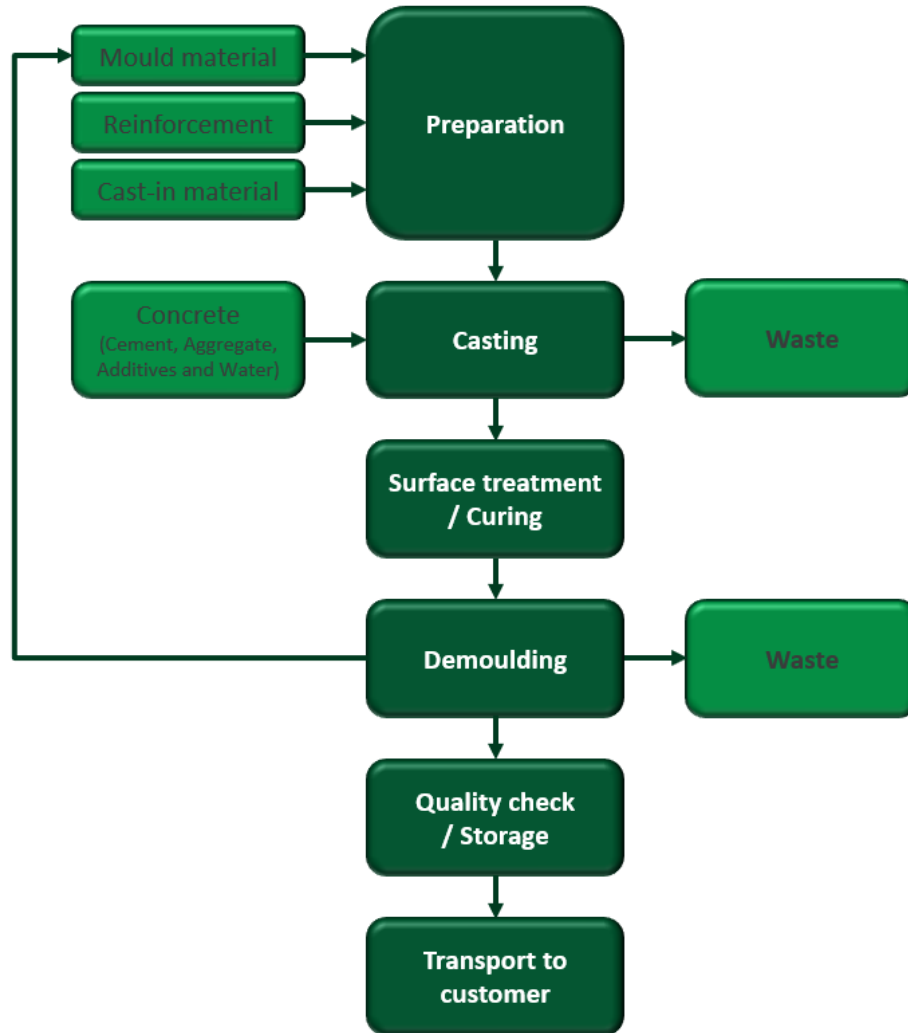 Mould material
Reinforcement
Cast-in material
Preparation
Concrete
(Cement, Aggregate,
Additives and Water)
Casting
Waste
Surface treatment
/ Curing
Demoulding
Waste
Quality check
/ Storage
Transport to
customer